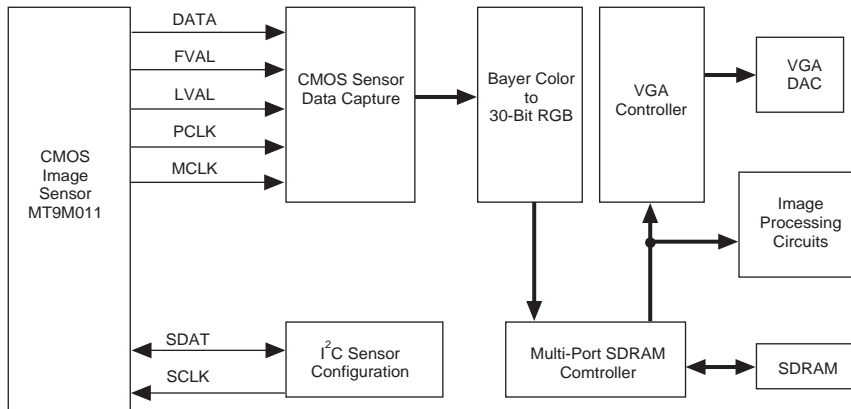 DATA
FVAL
LVAL
PCLK
MCLK
CMOS
Image
Sensor
MT9M011
CMOS Sensor
Data Capture
Bayer Color
to
30-Bit RGB
VGA
Controller
VGA
DAC
Image
Processing
Circuits
SDAT
SCLK
I2C Sensor
Configuration
Multi-Port SDRAM
Comtroller
SDRAM